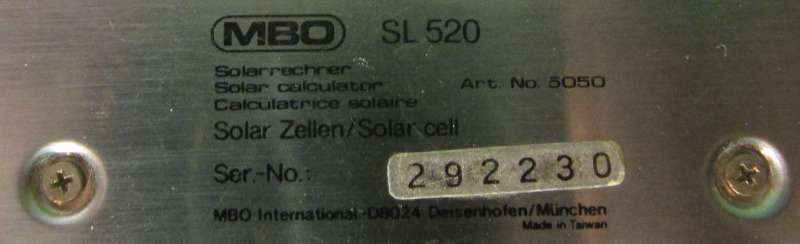 MBO SL 520
Solarrechner
Solar calculator Art. No. 5050
Calculatrice solaire
Solar Zellen/Solar cell
Ser.-No.: 292230
MBO International-D8024 Deisenhofen/München
Made in Taiwan